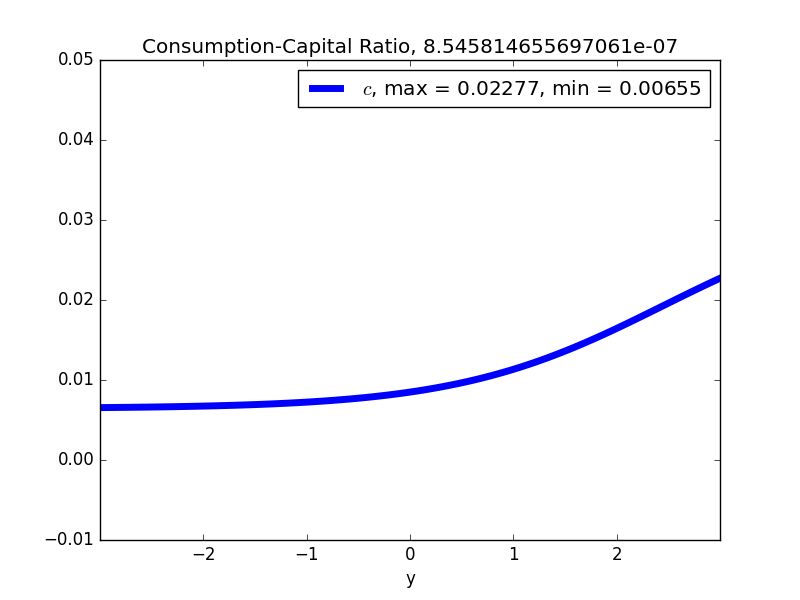 Consumption-Capital Ratio, 8.545814655697061e-07
c, max = 0.02277, min = 0.00655
0.05
0.04
0.03
0.02
0.01
0.00
−0.01
−2 −1 0 1 2
y